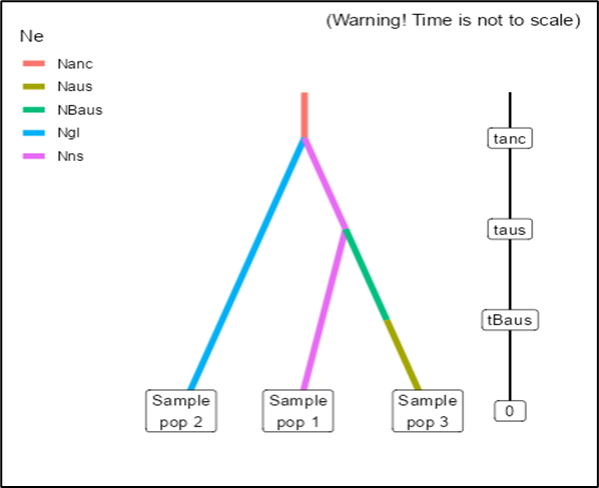 (Warning! Time is not to scale)
Ne
Nanc
Naus
NBaus
Ngl
Nns
tanc
taus
tBaus
0
Sample
pop 2
Sample
pop 1
Sample
pop 3